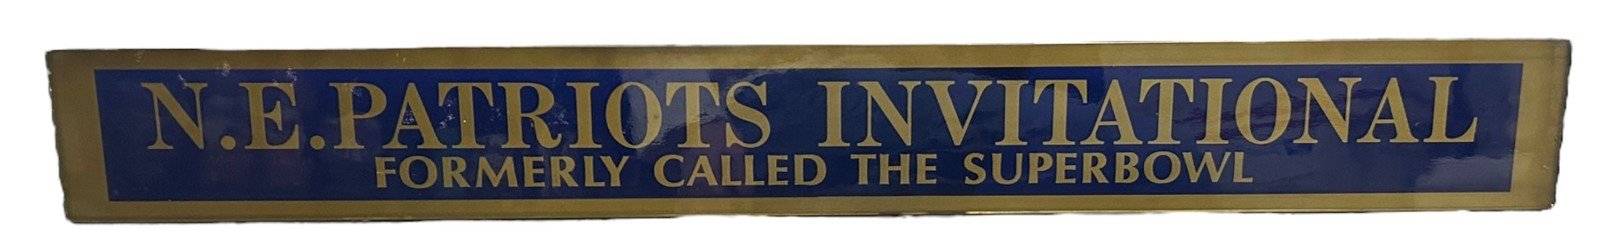 N.E.PATRIOTS INVITATIONAL
FORMERLY CALLED THE SUPERBOWL